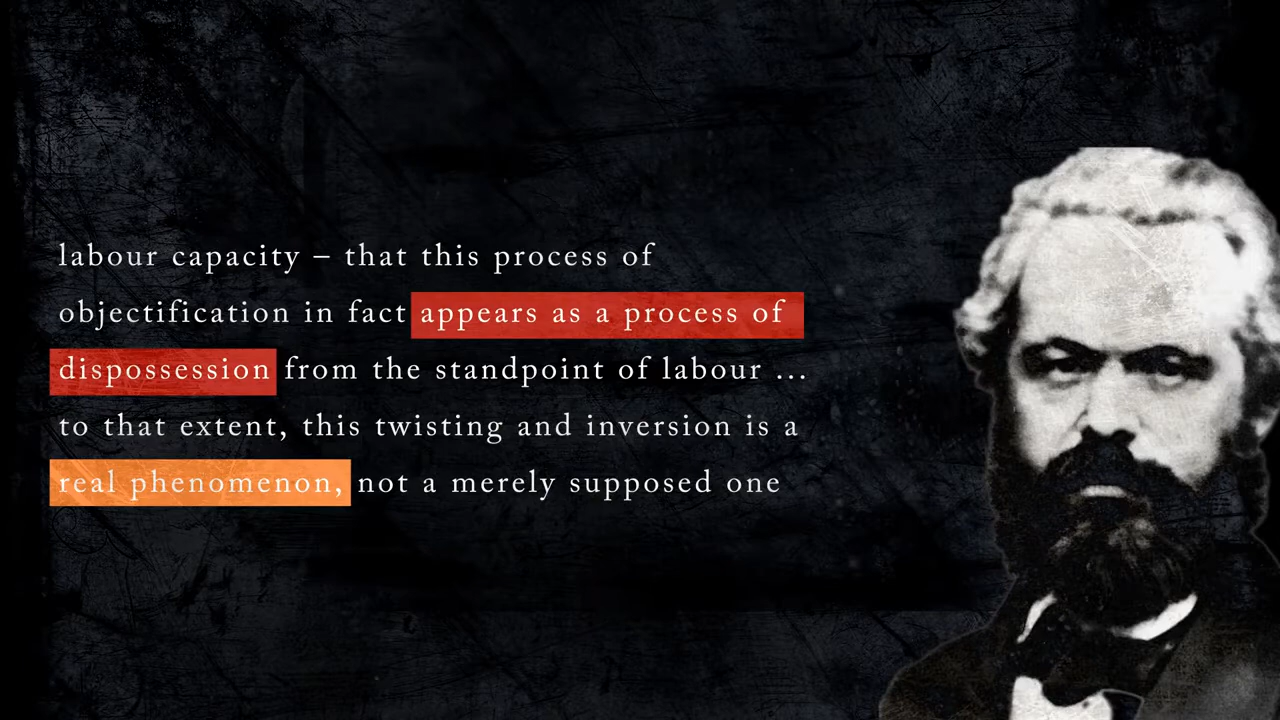 labour capacity – that this process of
objectification in fact appears as a process of
dispossession from the standpoint of labour ...
to that extent, this twisting and inversion is a
real phenomenon, not a merely supposed one